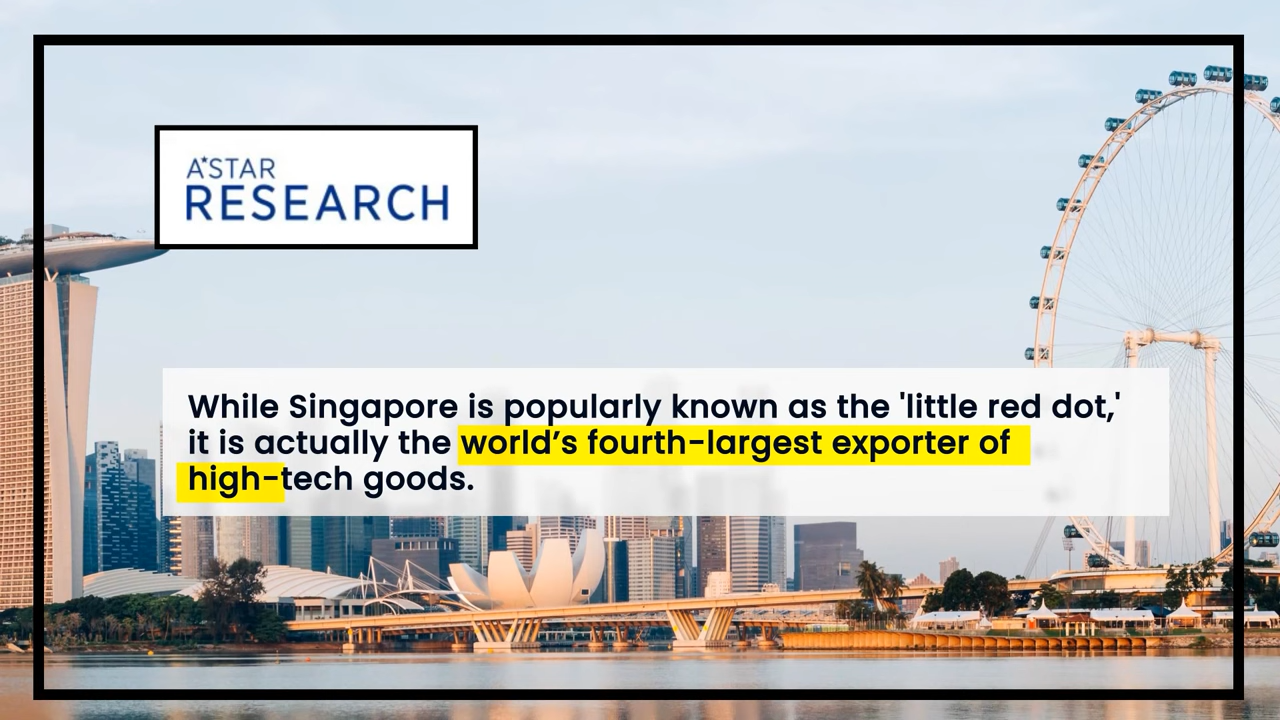 A*STAR
RESEARCH
While Singapore is popularly known as the 'little red dot,'
it is actually the world’s fourth-largest exporter of
high-tech goods.